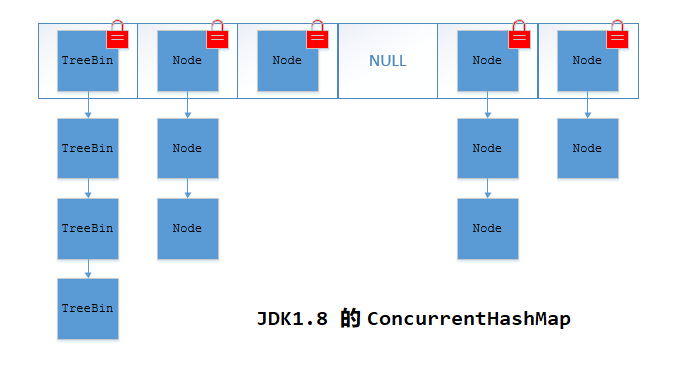 TreeBin Node Node NULL Node Node
TreeBin Node Node Node
TreeBin Node Node
TreeBin
JDK1.8 的 ConcurrentHashMap